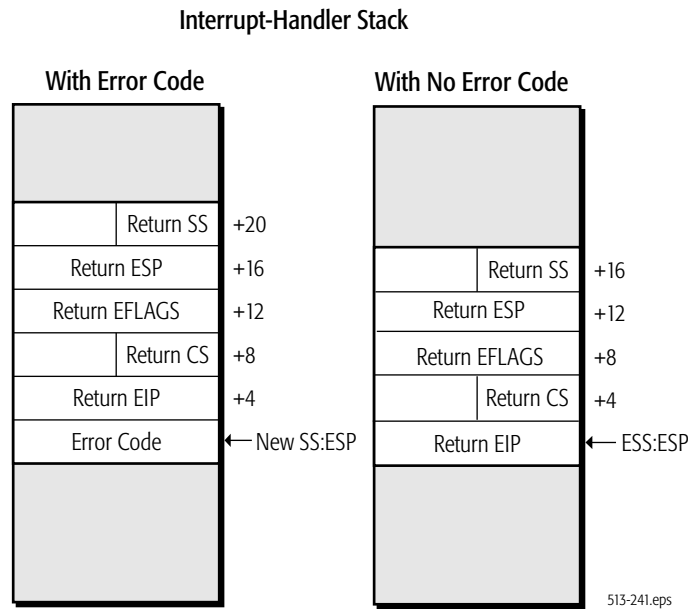 Interrupt-Handler Stack
With Error Code
Return SS +20
Return ESP +16
Return EFLAGS +12
Return CS +8
Return EIP +4
Error Code New SS:ESP
With No Error Code
Return SS +16
Return ESP +12
Return EFLAGS +8
Return CS +4
Return EIP ESS:ESP
513-241.eps